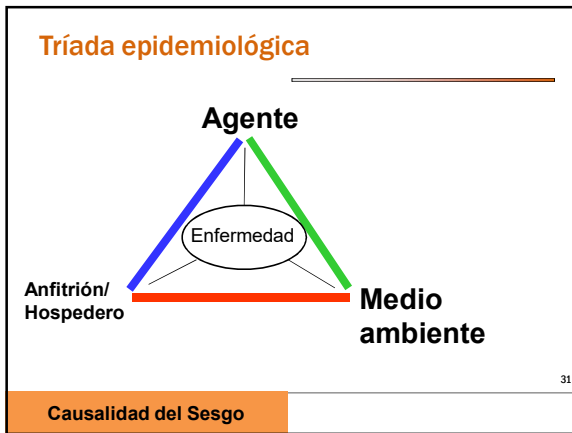 Tríada epidemiológica
Agente
Enfermedad
Anfitrión/
Hospedero
Medio
ambiente
31
Causalidad del Sesgo